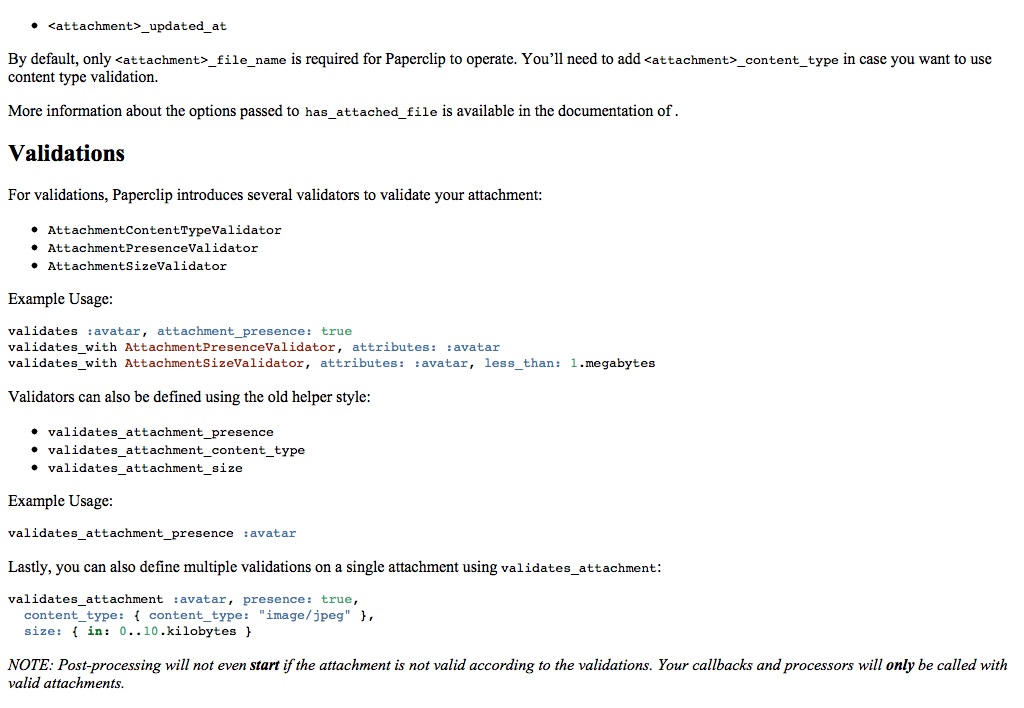 <attachment>_updated_at
By default, only <attachment>_file_name is required for Paperclip to operate. You’ll need to add <attachment>_content_type in case you want to use
content type validation.
More information about the options passed to has_attached_file is available in the documentation of .
Validations
For validations, Paperclip introduces several validators to validate your attachment:
AttachmentContentTypeValidator
AttachmentPresenceValidator
AttachmentSizeValidator
Example Usage:
validates :avatar, attachment_presence: true
validates_with AttachmentPresenceValidator, attributes: :avatar
validates_with AttachmentSizeValidator, attributes: :avatar, less_than: 1.megabytes
Validators can also be defined using the old helper style:
validates_attachment_presence
validates_attachment_content_type
validates_attachment_size
Example Usage:
validates_attachment_presence :avatar
Lastly, you can also define multiple validations on a single attachment using validates_attachment:
validates_attachment :avatar, presence: true,
content_type: { content_type: "image/jpeg" },
size: { in: 0..10.kilobytes }
NOTE: Post-processing will not even start if the attachment is not valid according to the validations. Your callbacks and processors will only be called with
valid attachments.